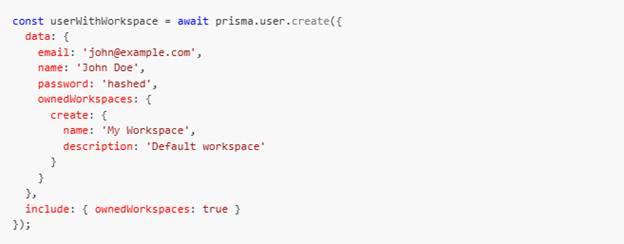 const userWithWorkspace = await prisma.user.create({
  data: {
    email: 'john@example.com',
    name: 'John Doe',
    password: 'hashed',
    ownedWorkspaces: {
      create: {
        name: 'My Workspace',
        description: 'Default workspace'
      }
    }
  },
  include: { ownedWorkspaces: true }
});